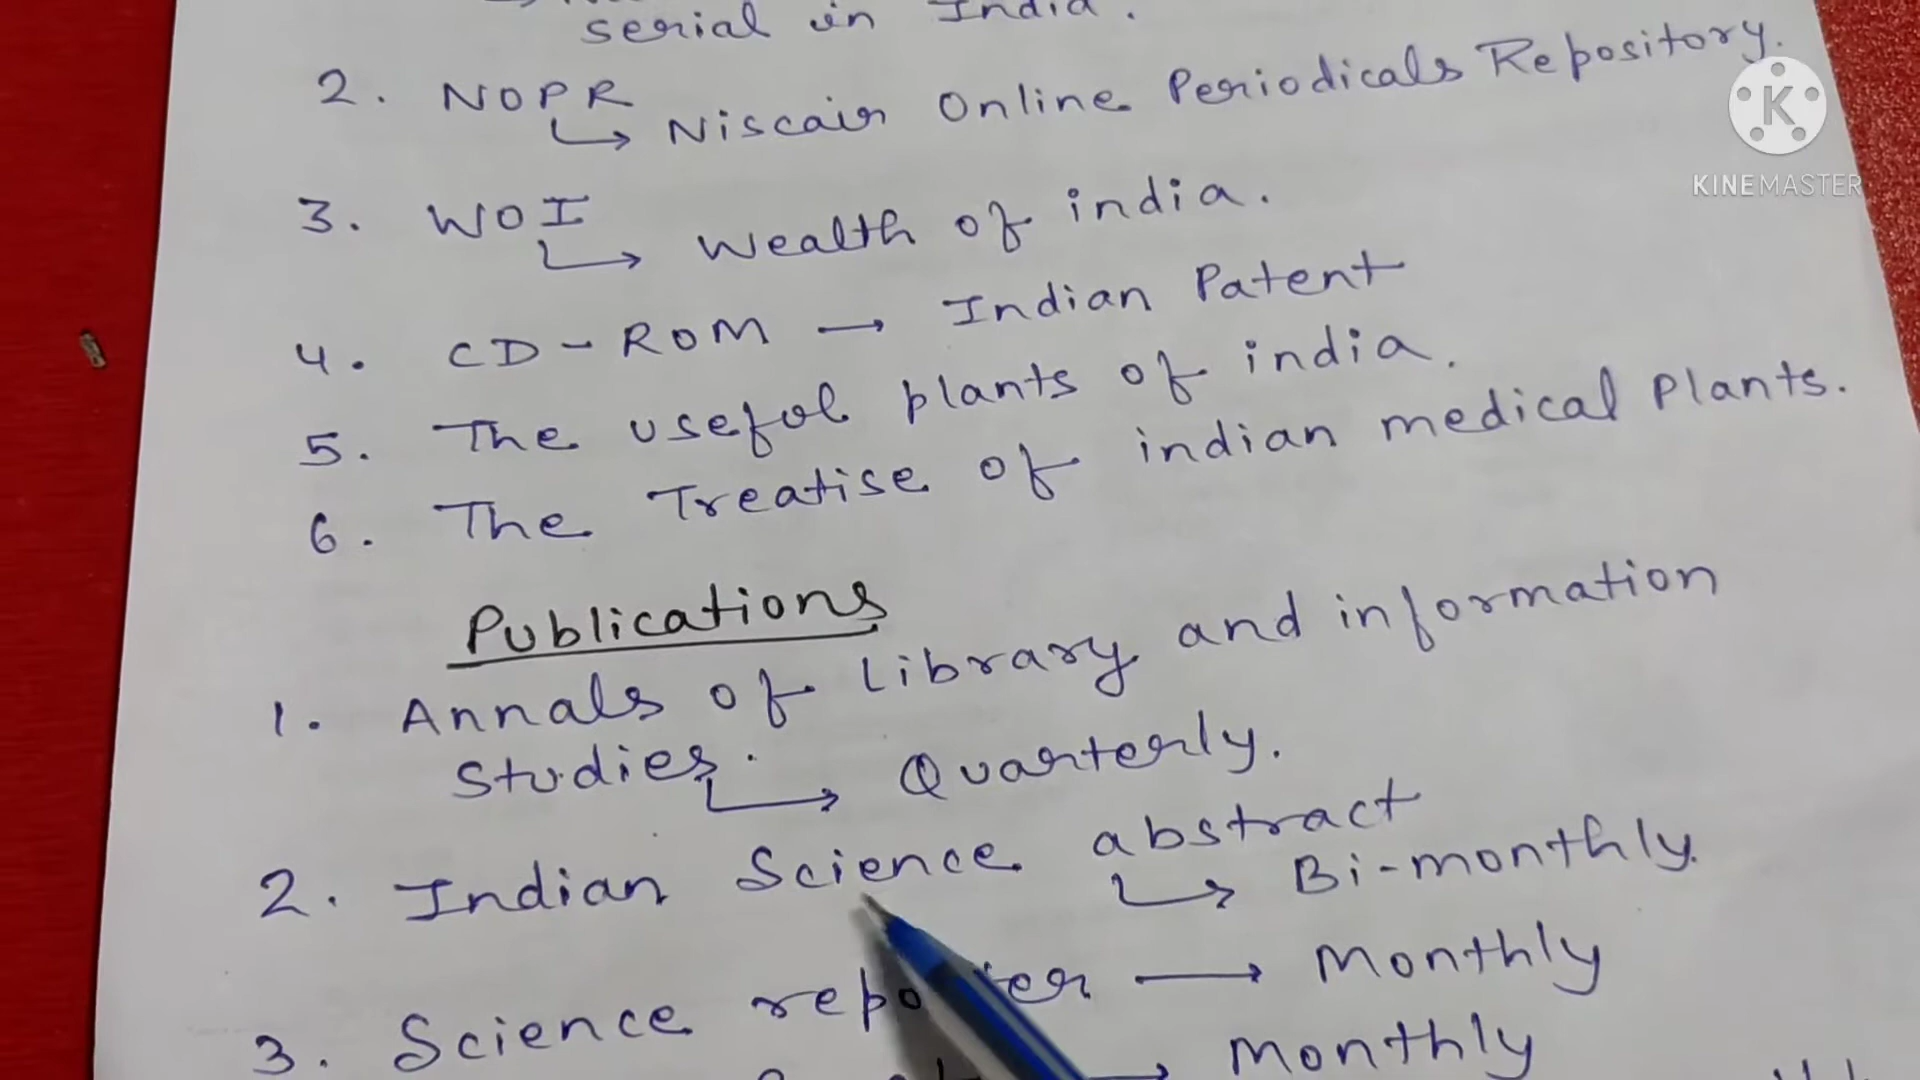 serial in India.
2. NOPR
↳ Niscair Online Periodicals Repository.
3. WOI
↳ Wealth of india.
4. CD-ROM → Indian Patent
5. The useful plants of india.
6. The Treatise of indian medical Plants.
Publications
1. Annals of Library and information
Studies.
↳ Quarterly.
2. Indian Science abstract
↳ Bi-monthly.
3. Science reporter → Monthly
→ Monthly
K
KINEMASTER